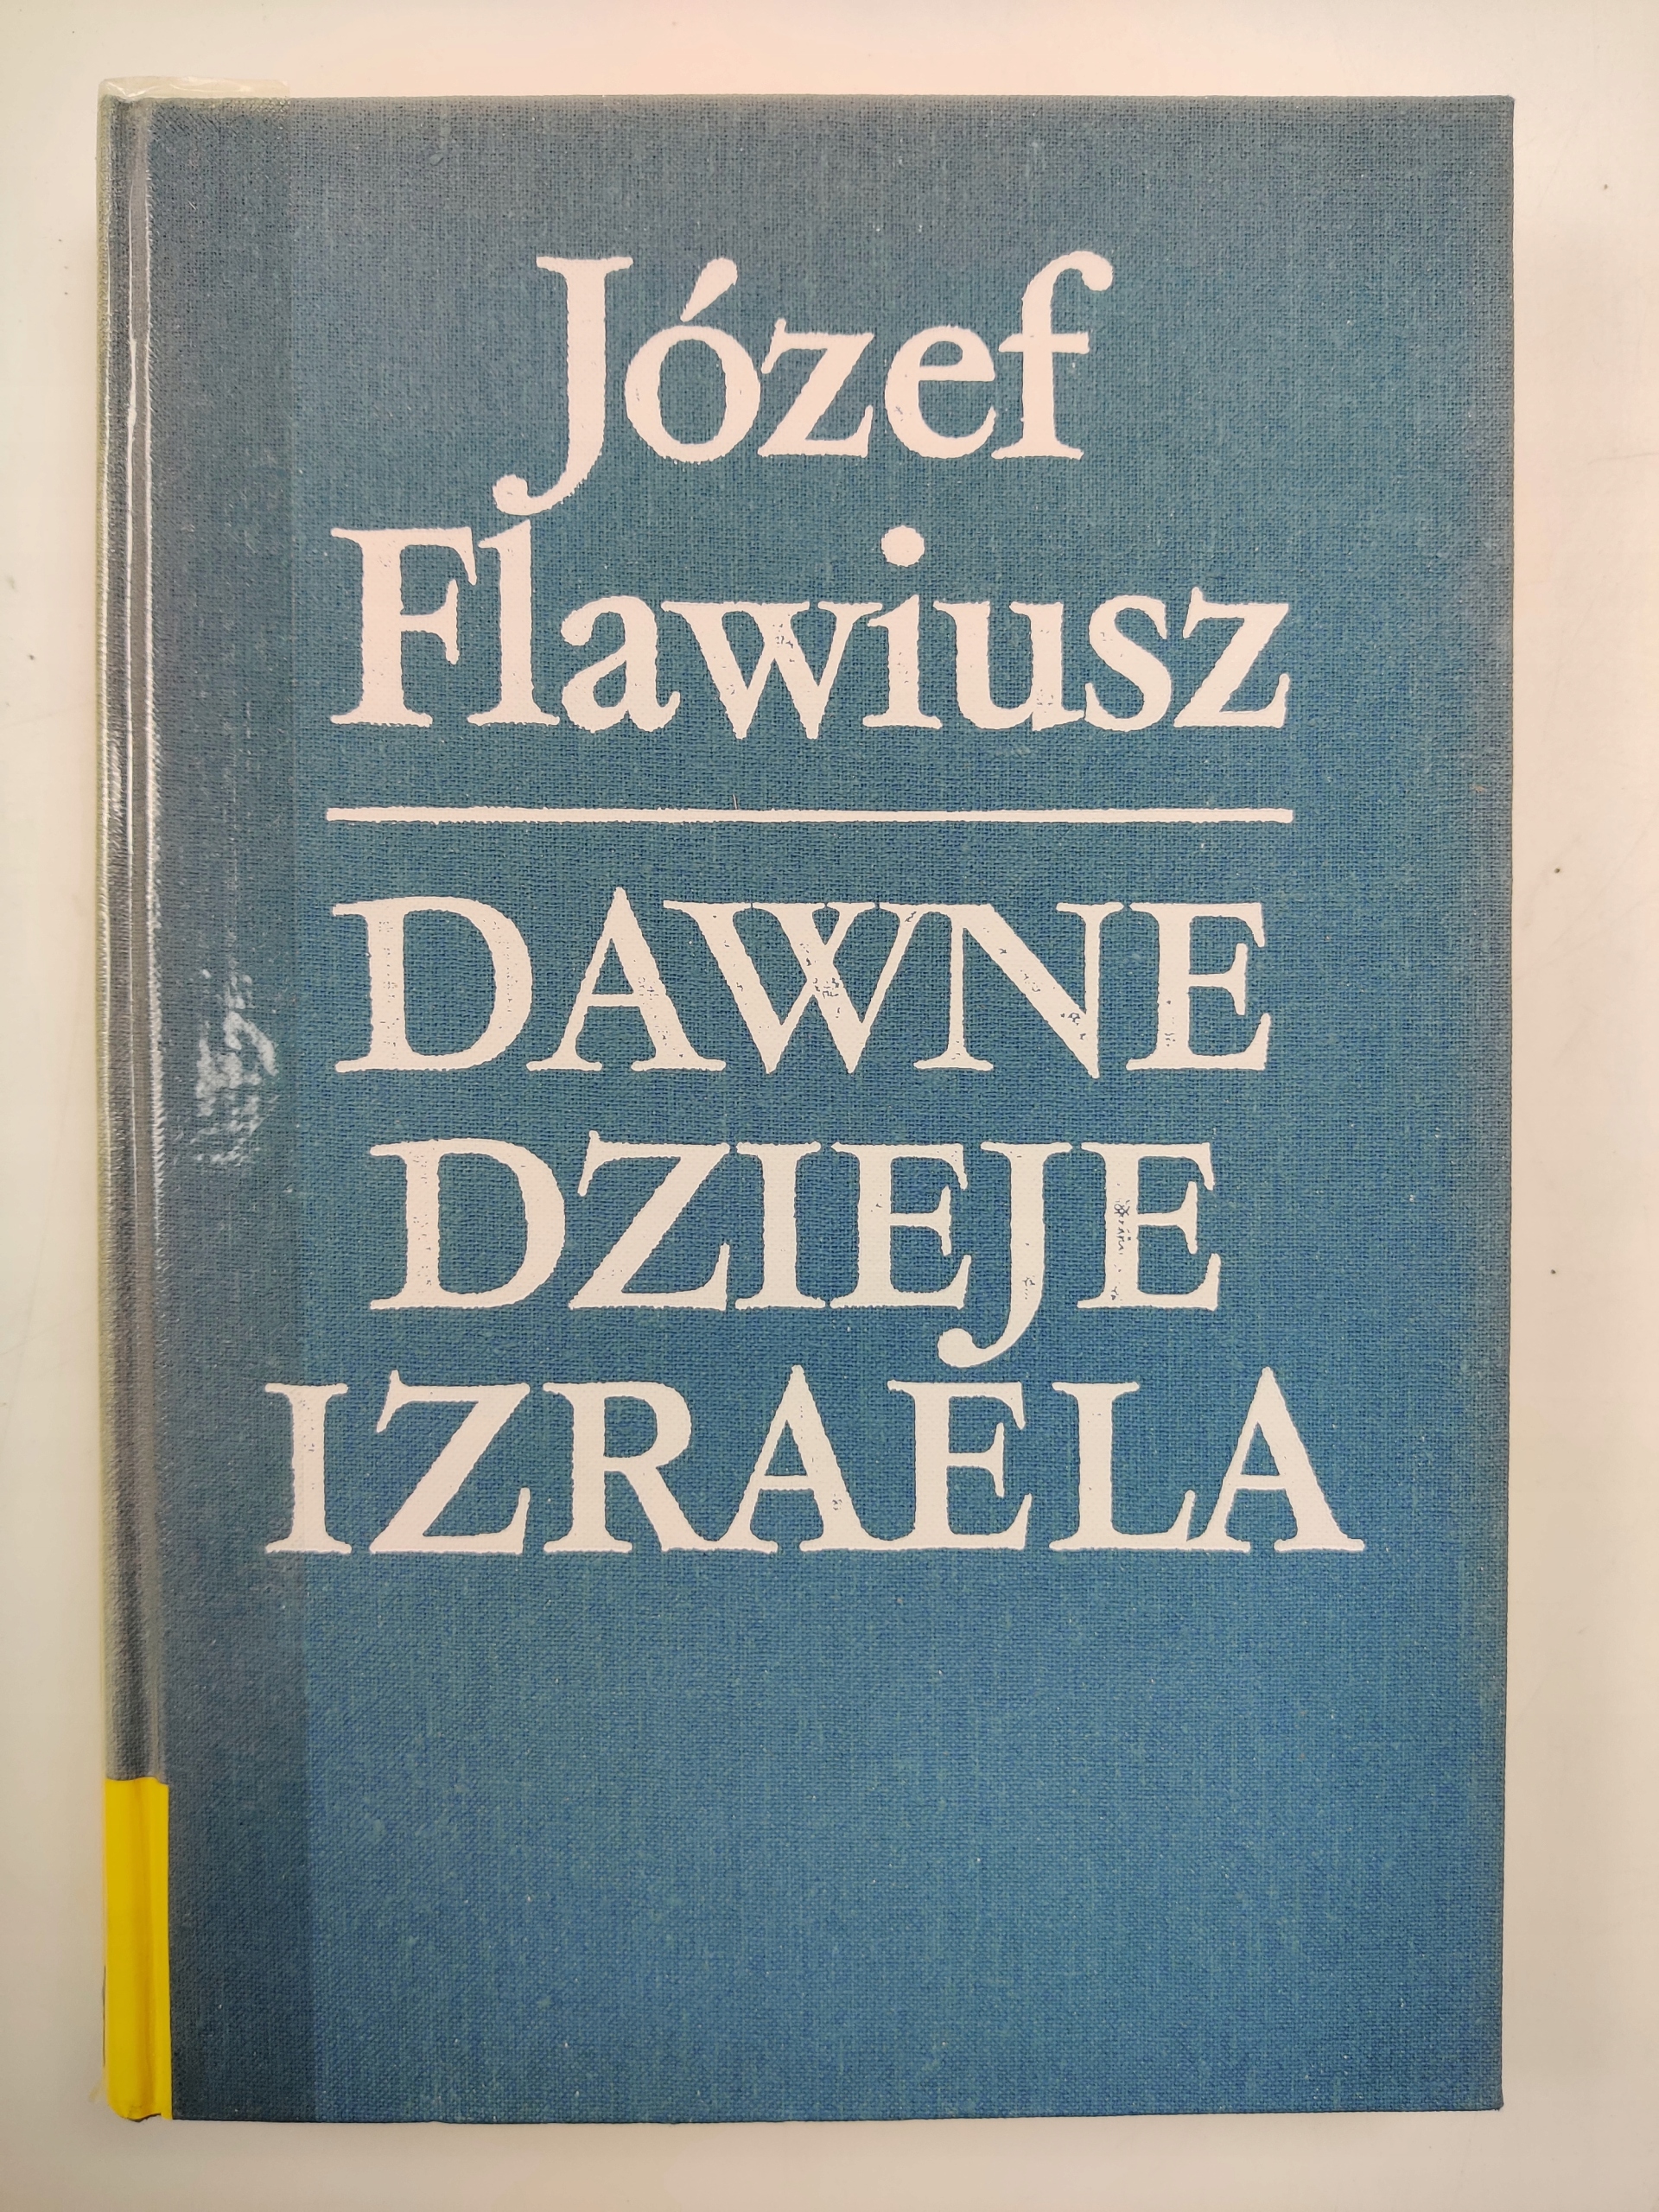 Józef
Flawiusz
DAWNE
DZIEJE
IZRAELA